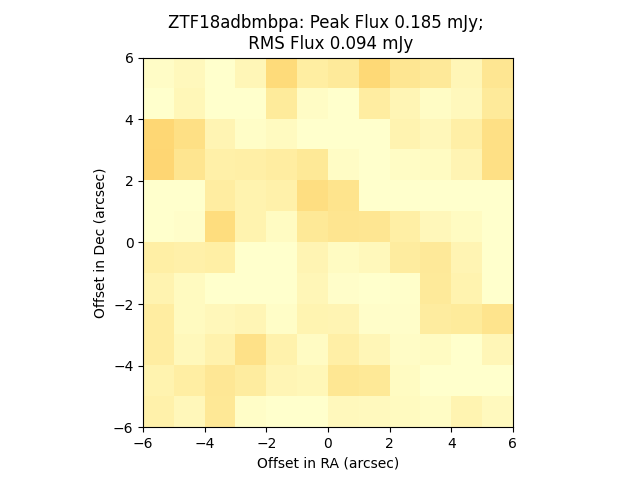 ZTF18adbmbpa: Peak Flux 0.185 mJy;
RMS Flux 0.094 mJy
6
4
2
0
−2
−4
−6
Offset in Dec (arcsec)
−6 −4 −2 0 2 4 6
Offset in RA (arcsec)